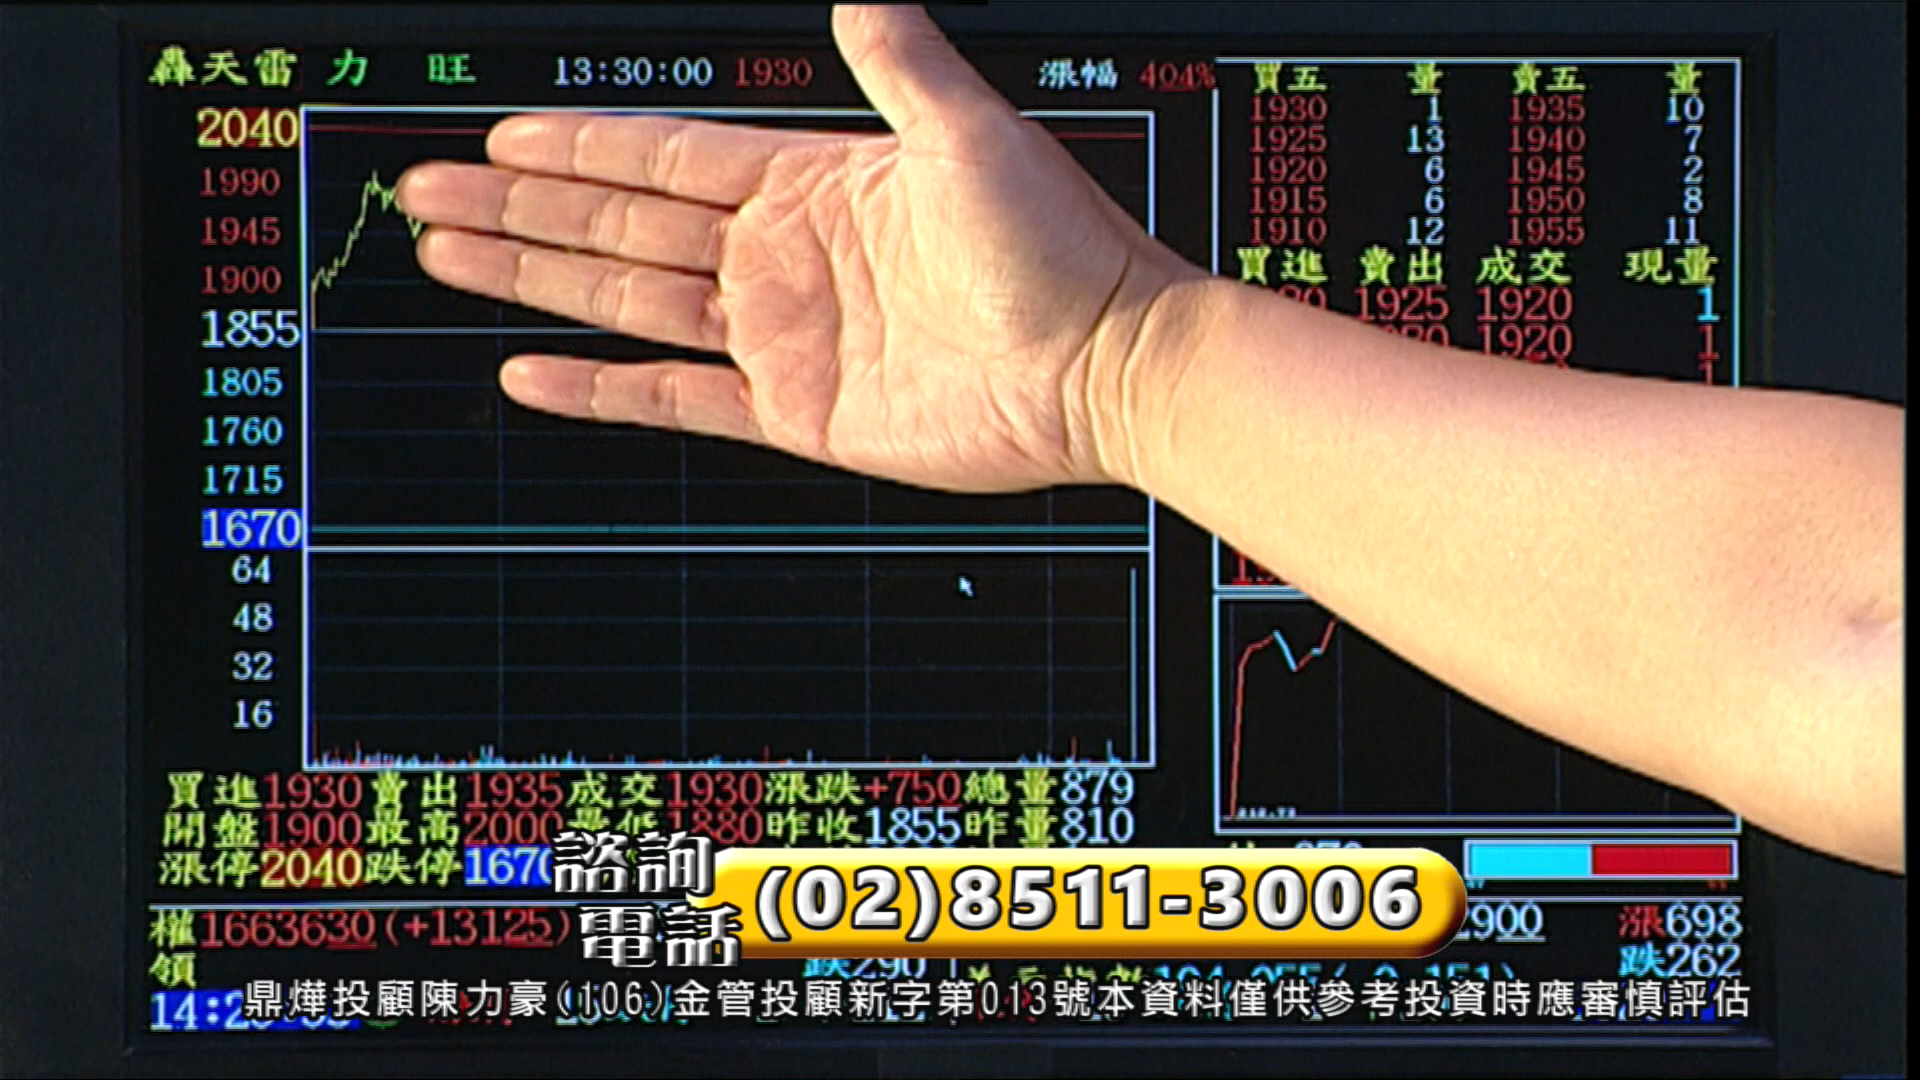 轟天雷 力 旺 13:30:00 1930 漲幅 404%
2040
1990
1945
1900
1855
1805
1760
1715
1670
64
48
32
16
買五 量 賣五 量
1930 1 1935 10
1925 13 1940 7
1920 6 1945 2
1915 6 1950 8
1910 12 1955 11
買進 賣出 成交 現量
1925 1920 1
1920 1
買進1930賣出1935成交1930漲跌+750總量879
開盤1900最高2000最低1880昨收1855昨量810
漲停2040跌停1670
權1663630(+13125)
2900 漲698
領
跌290
跌262
諮詢電話
(02)8511-3006
鼎燁投顧陳力豪(106)金管投顧新字第013號本資料僅供參考投資時應審慎評估